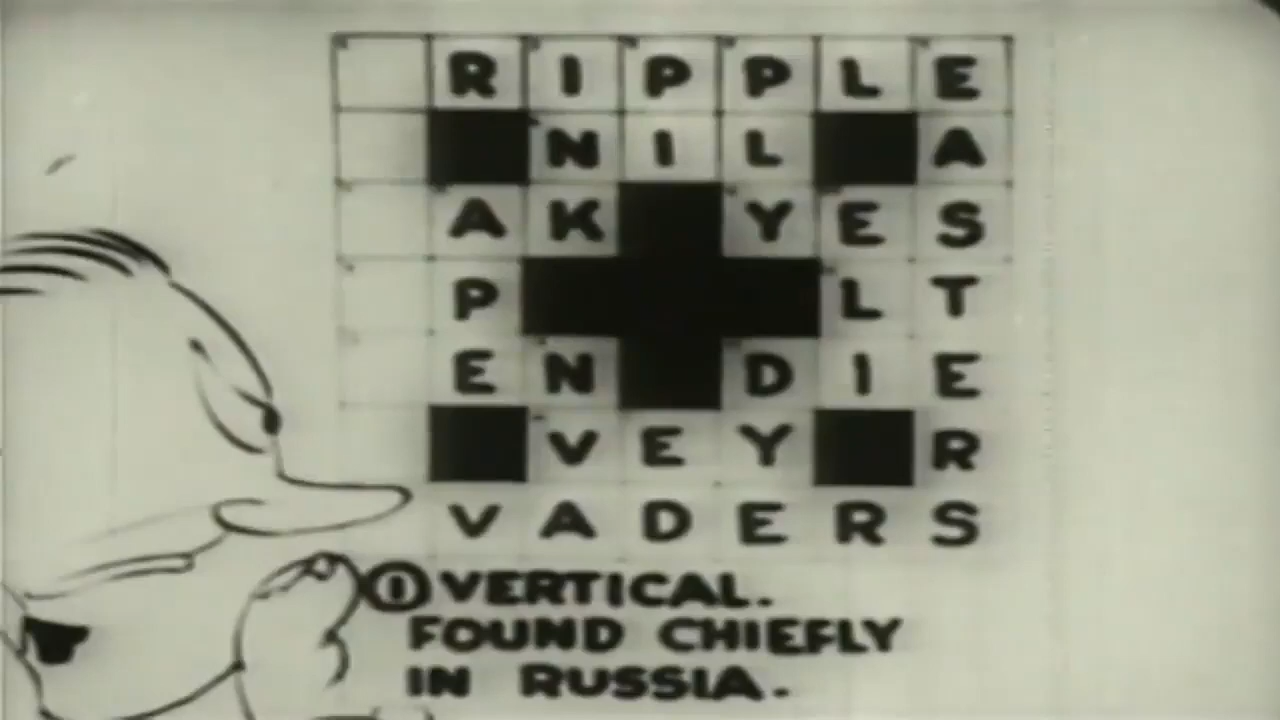 RIPPLE
NIL A
AK YES
P LT
EN DIE
VEY R
VADERS
① VERTICAL.
FOUND CHIEFLY
IN RUSSIA.